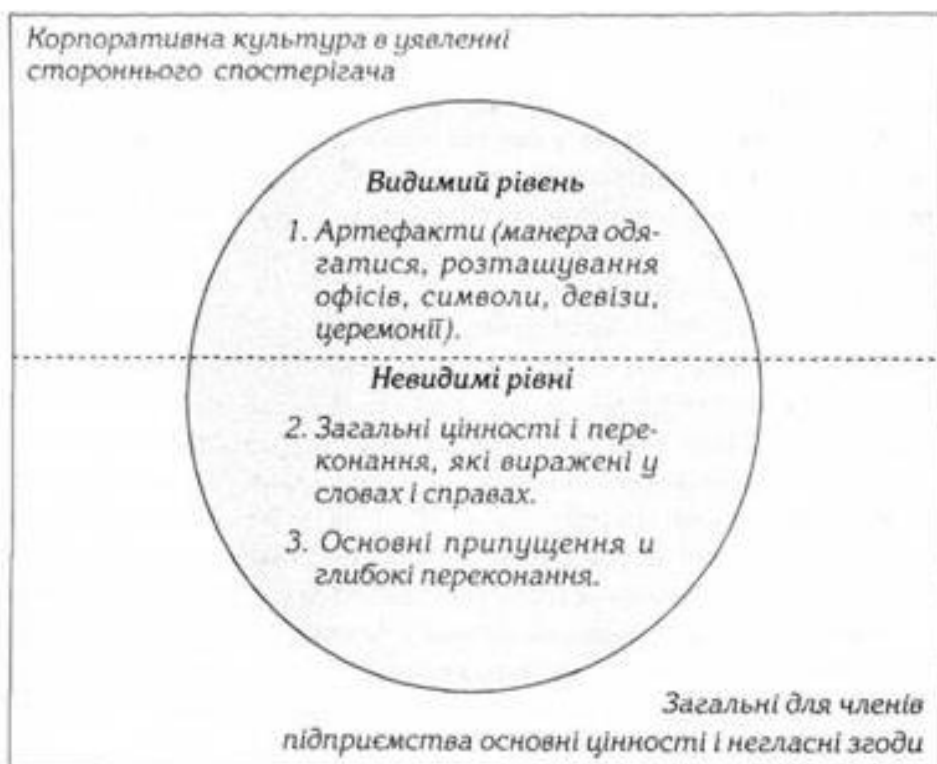 Корпоративна культура в уявленні
стороннього спостерігача
Видимий рівень
1. Артефакти (манера одя-
гатися, розташування
офісів, символи, девізи,
церемонії).
Невидимі рівні
2. Загальні цінності і пере-
конання, які виражені у
словах і справах.
3. Основні припущення и
глибокі переконання.
Загальні для членів
підприємства основні цінності і негласні згоди